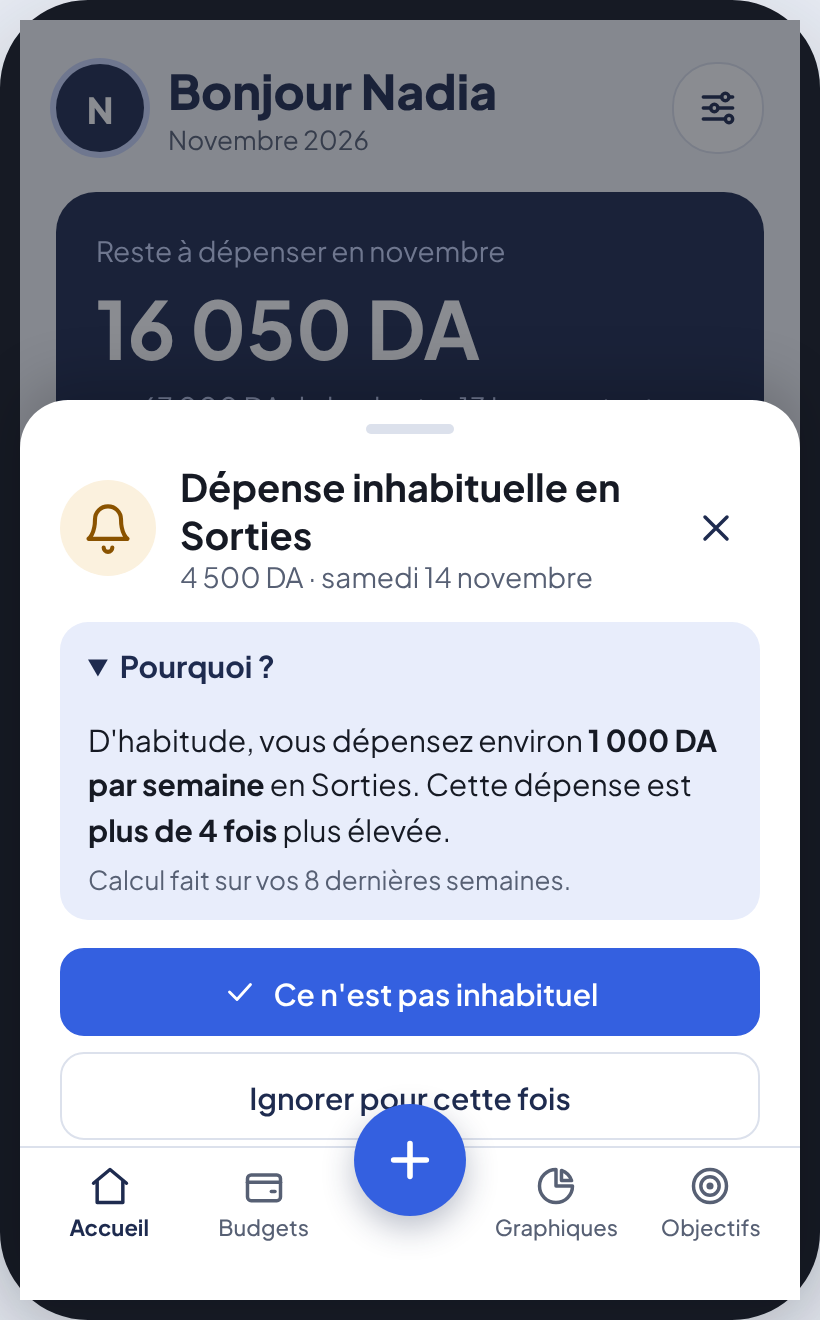 N
Bonjour Nadia
Novembre 2026
Reste à dépenser en novembre
16 050 DA
Dépense inhabituelle en
Sorties
4 500 DA · samedi 14 novembre
▼ Pourquoi ?
D'habitude, vous dépensez environ 1 000 DA
par semaine en Sorties. Cette dépense est
plus de 4 fois plus élevée.
Calcul fait sur vos 8 dernières semaines.
Ce n'est pas inhabituel
Ignorer pour cette fois
Accueil
Budgets
Graphiques
Objectifs